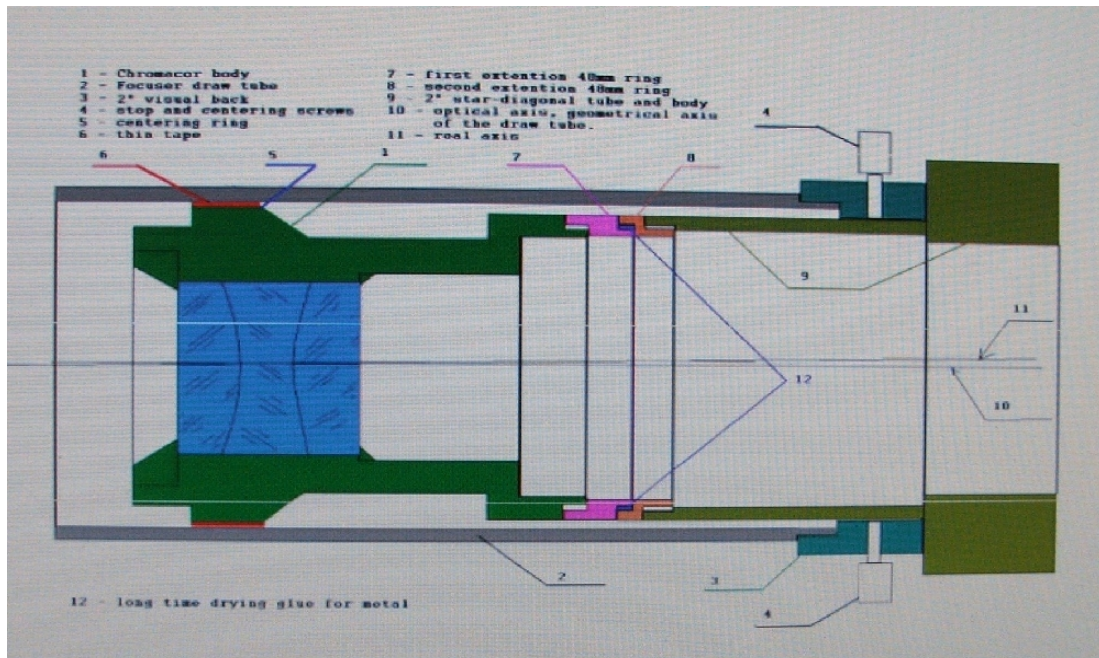 1 - Chromacor body
2 - Focuser draw tube
3 - 2" visual back
4 - stop and centering screws
5 - centering ring
6 - thin tape
7 - first extention 48mm ring
8 - second extention 48mm ring
9 - 2" star-diagonal tube and body
10 - optical axis, geometrical axis
of the draw tube.
11 - real axis
4
6
5
1
7
8
9
11
12
10
2
3
4
12 - long time drying glue for metal